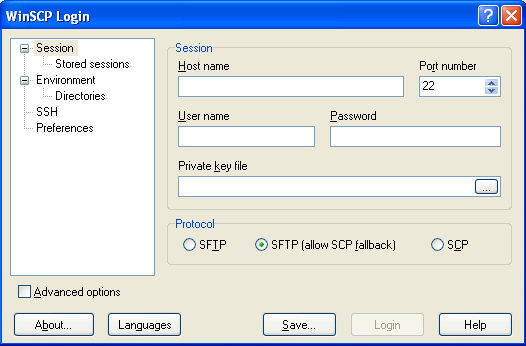 WinSCP Login
Session
Stored sessions
Environment
Directories
SSH
Preferences
Session
Host name
Port number
22
User name
Password
Private key file
...
Protocol
SFTP
SFTP (allow SCP fallback)
SCP
Advanced options
About...
Languages
Save...
Login
Help